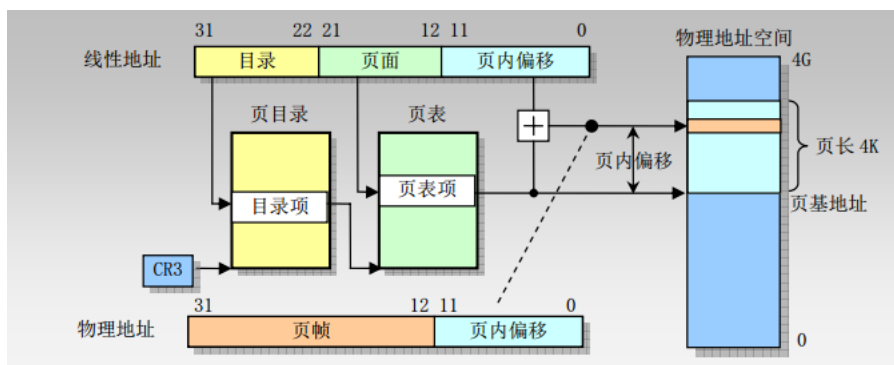 31 22 21 12 11 0
线性地址 目录 页面 页内偏移
物理地址空间
4G
页目录 页表
目录项 页表项
+
页内偏移
页长 4K
页基地址
CR3
31 12 11 0
物理地址 页帧 页内偏移
0